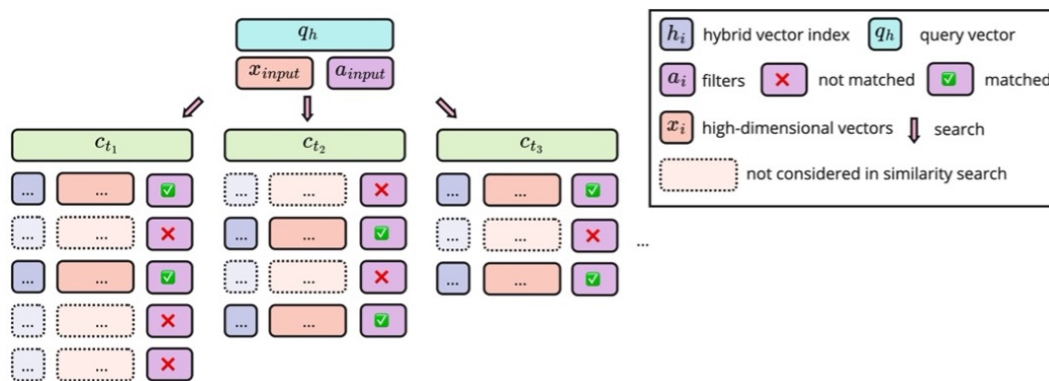 q_h
x_input a_input
c_t1 c_t2 c_t3
... ... ✅ ... ... ❌ ... ... ✅
... ... ❌ ... ... ✅ ... ... ❌ ...
... ... ✅ ... ... ❌ ... ... ✅
... ... ❌ ... ... ✅
... ... ❌
h_i hybrid vector index q_h query vector
a_i filters ❌ not matched ✅ matched
x_i high-dimensional vectors search
not considered in similarity search